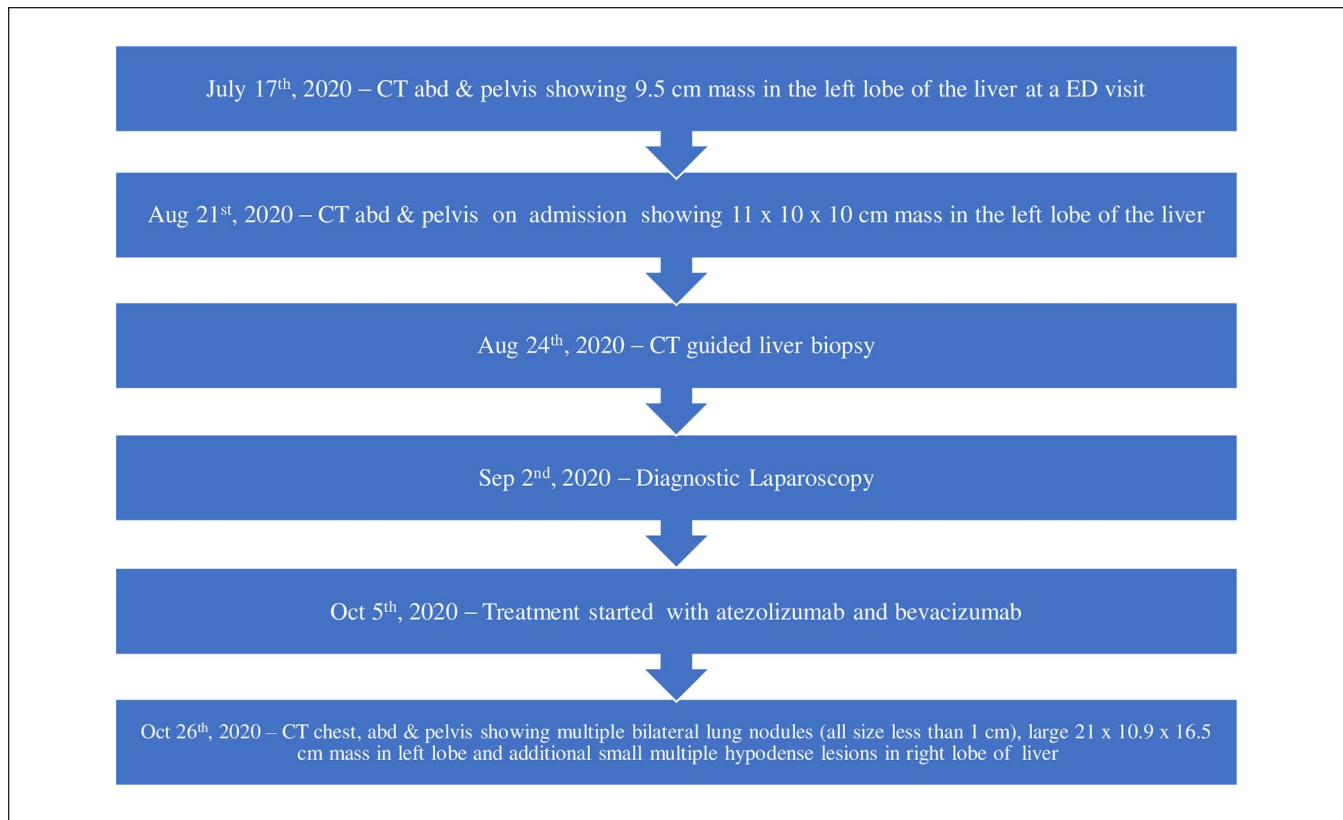 July 17th, 2020 – CT abd & pelvis showing 9.5 cm mass in the left lobe of the liver at a ED visit
Aug 21st, 2020 – CT abd & pelvis on admission showing 11 x 10 x 10 cm mass in the left lobe of the liver
Aug 24th, 2020 – CT guided liver biopsy
Sep 2nd, 2020 – Diagnostic Laparoscopy
Oct 5th, 2020 – Treatment started with atezolizumab and bevacizumab
Oct 26th, 2020 – CT chest, abd & pelvis showing multiple bilateral lung nodules (all size less than 1 cm), large 21 x 10.9 x 16.5
cm mass in left lobe and additional small multiple hypodense lesions in right lobe of liver